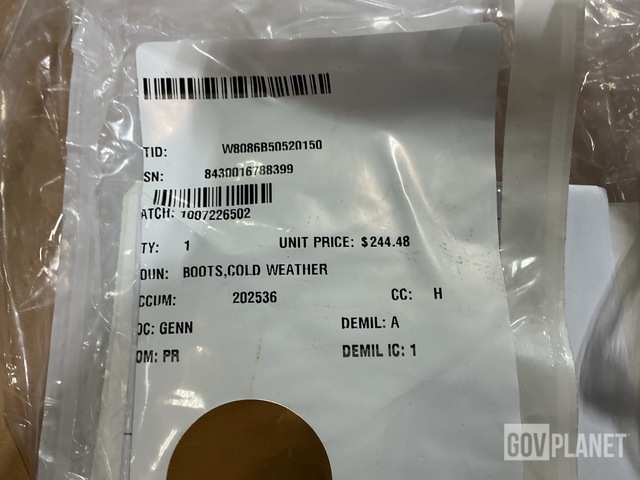 TID: W8086B50520150
SN: 8430016788399
ATCH: 1007226502
TY: 1 UNIT PRICE: $244.48
OUN: BOOTS,COLD WEATHER
CCUM: 202536 CC: H
OC: GENN DEMIL: A
OM: PR DEMIL IC: 1
GOVPLANET